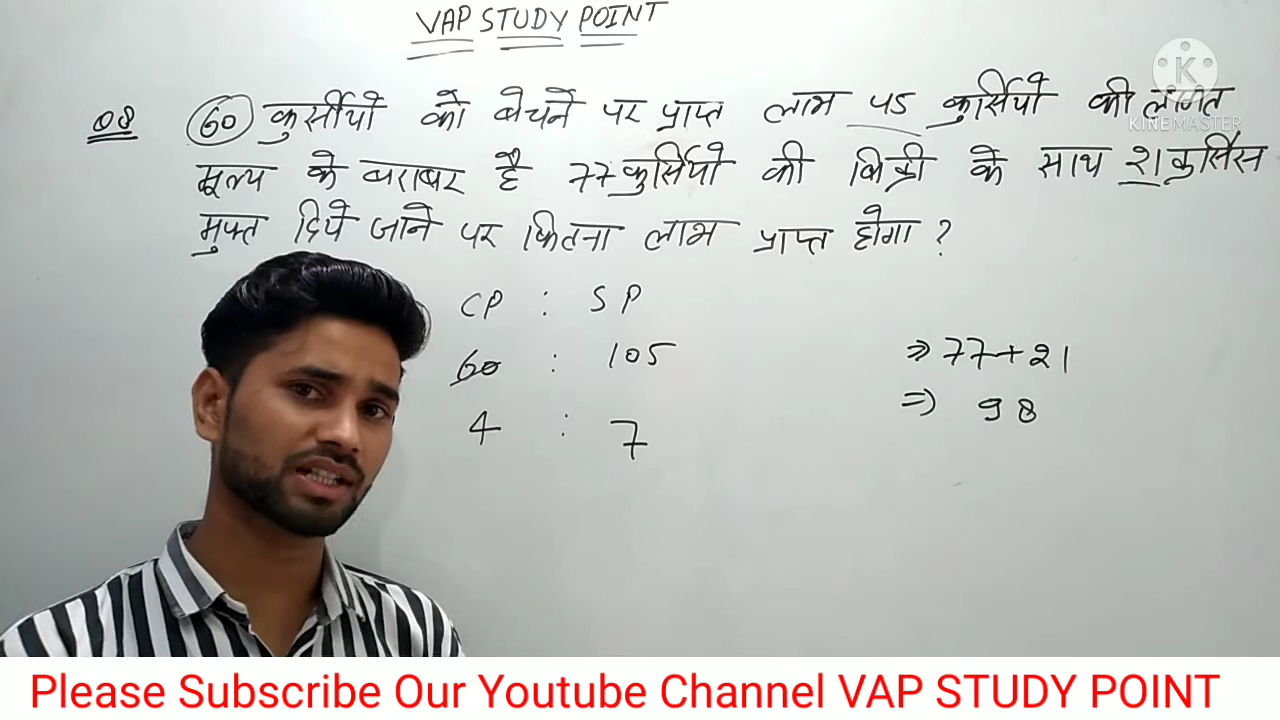 VAP STUDY POINT
Q8 60 कुर्सीयो को बेचने पर प्राप्त लाभ 45 कुर्सियो की लागत
मूल्य के बराबर है 77 कुर्सियो की बिक्री के साथ 21 कुर्सिस
मुफ्त दिये जाने पर कितना लाभ प्राप्त होगा ?
CP : SP
60 : 105
4 : 7
⇒ 77+21
⇒ 98
KINEMASTER
Please Subscribe Our Youtube Channel VAP STUDY POINT